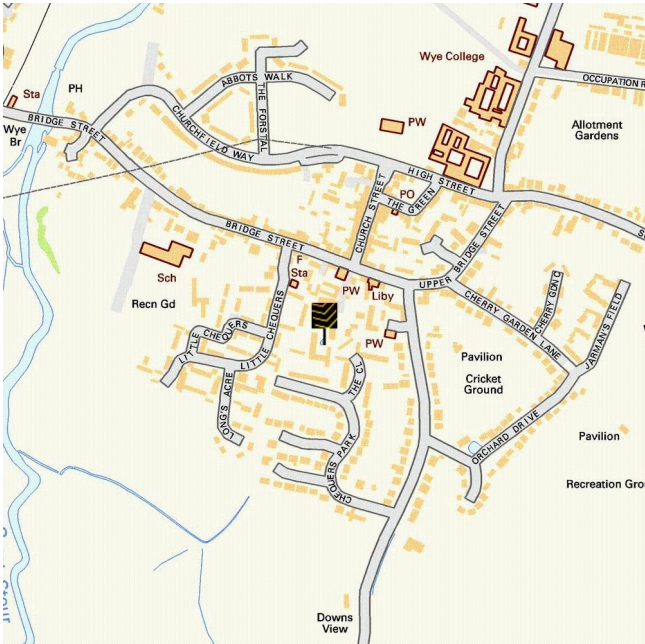 Wye College
ABBOTS WALK
THE FORSTAL
OCCUPATION R
Sta
PH
PW
Allotment
Gardens
Wye
Br
BRIDGE STREET
CHURCHFIELD WAY
HIGH STREET
PO
THE GREEN
CHURCH STREET
BRIDGE STREET
UPPER BRIDGE STREET
F
Sta
Sch
PW
Liby
Recn Gd
CHERRY GDN C
CHERRY GARDEN LANE
JARMAN'S FIELD
LITTLE CHEQUERS
LITTLE CHEQUERS
PW
Pavilion
THE CL
Cricket
Ground
LONG'S ACRE
ORCHARD DRIVE
Pavilion
CHEQUERS PARK
Recreation Grou
Downs
View